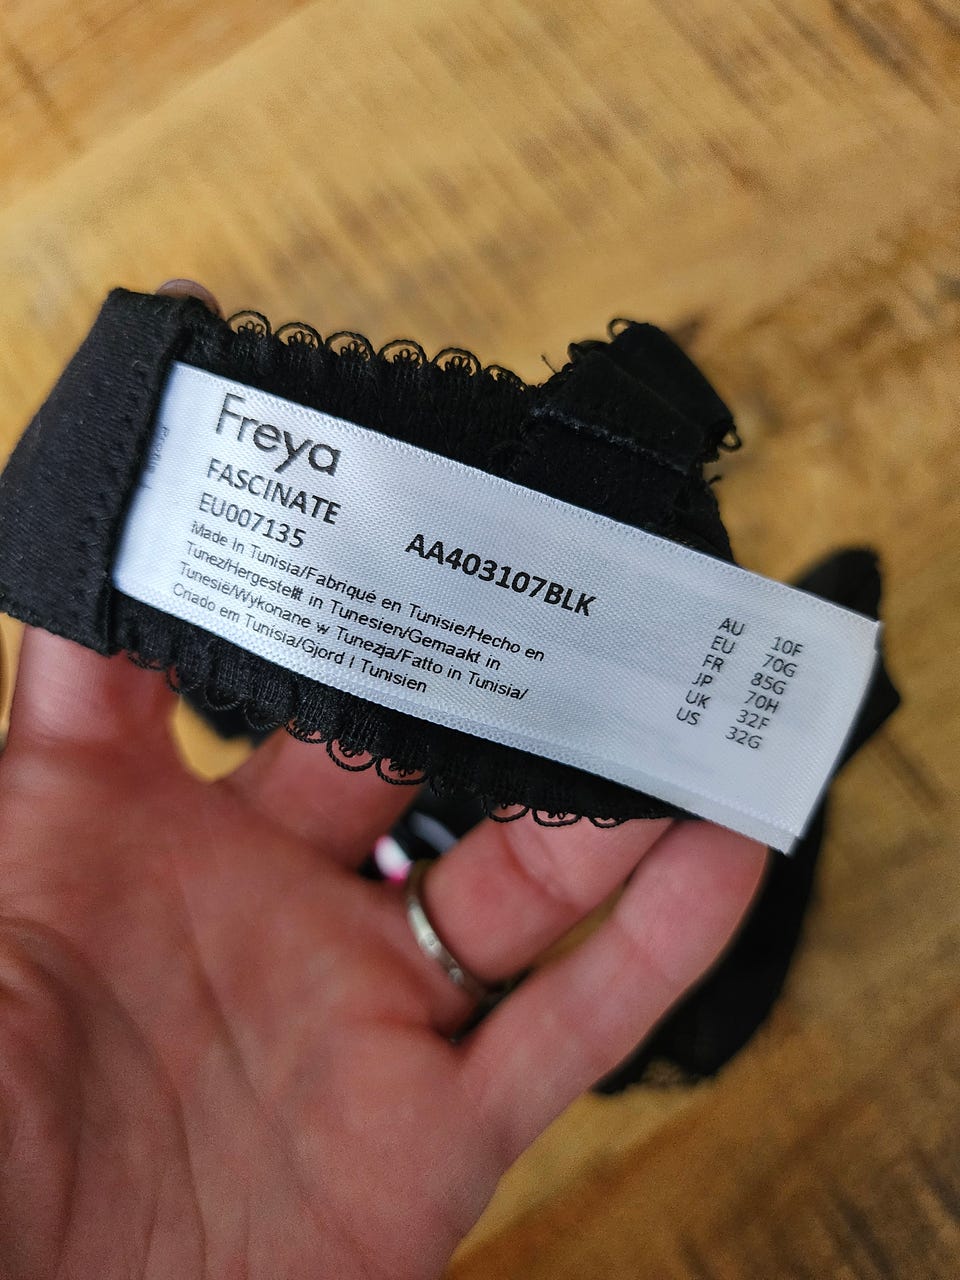 Freya
FASCINATE
EU007135
AA403107BLK
Made In Tunisia/Fabriqué en Tunisie/Hecho en
Tunez/Hergestellt in Tunesien/Gemaakt in
Tunesië/Wykonane w Tunezja/Fatto in Tunisia/
Criado em Tunisia/Gjord I Tunisien
AU 10F
EU 70G
FR 85G
JP 70H
UK 32F
US 32G